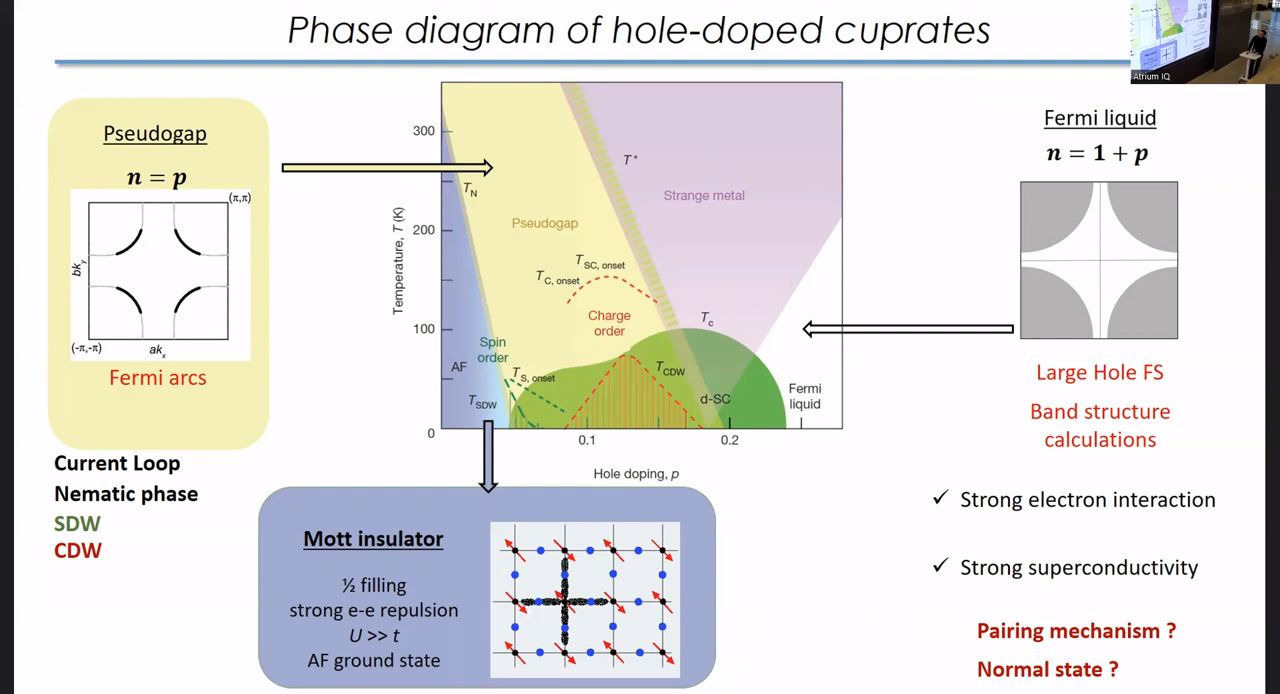 Phase diagram of hole-doped cuprates
Atrium IQ
Pseudogap
n = p
(π,π)
bk_y
(-π,-π)
ak_x
Fermi arcs
Current Loop
Nematic phase
SDW
CDW
Temperature, T (K)
300
200
100
0
T_N
T*
Strange metal
Pseudogap
T_SC, onset
T_C, onset
Charge
order
T_c
Spin
order
AF
T_S, onset
T_CDW
T_SDW
d-SC
Fermi
liquid
0.1
0.2
Hole doping, p
Mott insulator
½ filling
strong e-e repulsion
U >> t
AF ground state
Fermi liquid
n = 1 + p
Large Hole FS
Band structure
calculations
✓ Strong electron interaction
✓ Strong superconductivity
Pairing mechanism ?
Normal state ?